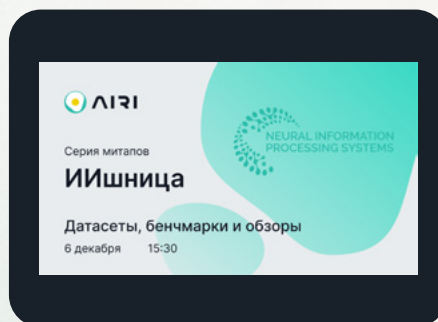 AIRI
NEURAL INFORMATION
PROCESSING SYSTEMS
Серия митапов
ИИшница
Датасеты, бенчмарки и обзоры
6 декабря 15:30